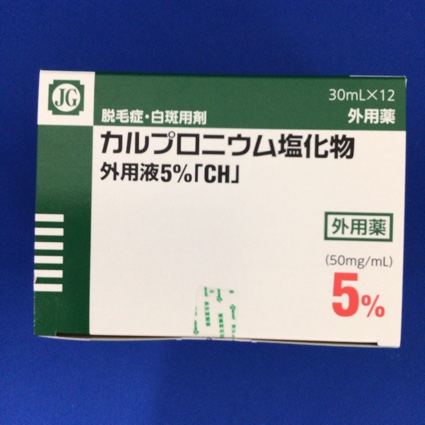 JG
30mL×12
脱毛症・白斑用剤
外用薬
カルプロニウム塩化物
外用液5%「CH」
外用薬
(50mg/mL)
5%